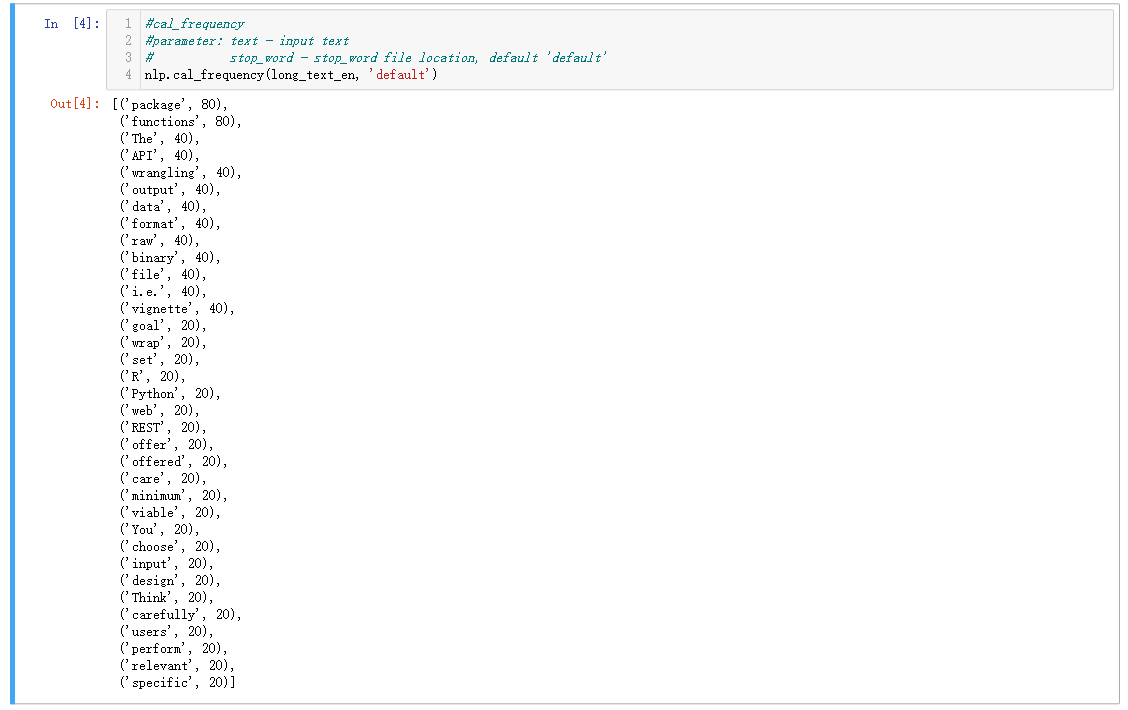 In [4]:
1 #cal_frequency
2 #parameter: text - input text
3 # stop_word - stop_word file location, default 'default'
4 nlp.cal_frequency(long_text_en, 'default')
Out[4]: [('package', 80),
('functions', 80),
('The', 40),
('API', 40),
('wrangling', 40),
('output', 40),
('data', 40),
('format', 40),
('raw', 40),
('binary', 40),
('file', 40),
('i.e.', 40),
('vignette', 40),
('goal', 20),
('wrap', 20),
('set', 20),
('R', 20),
('Python', 20),
('web', 20),
('REST', 20),
('offer', 20),
('offered', 20),
('care', 20),
('minimum', 20),
('viable', 20),
('You', 20),
('choose', 20),
('input', 20),
('design', 20),
('Think', 20),
('carefully', 20),
('users', 20),
('perform', 20),
('relevant', 20),
('specific', 20)]